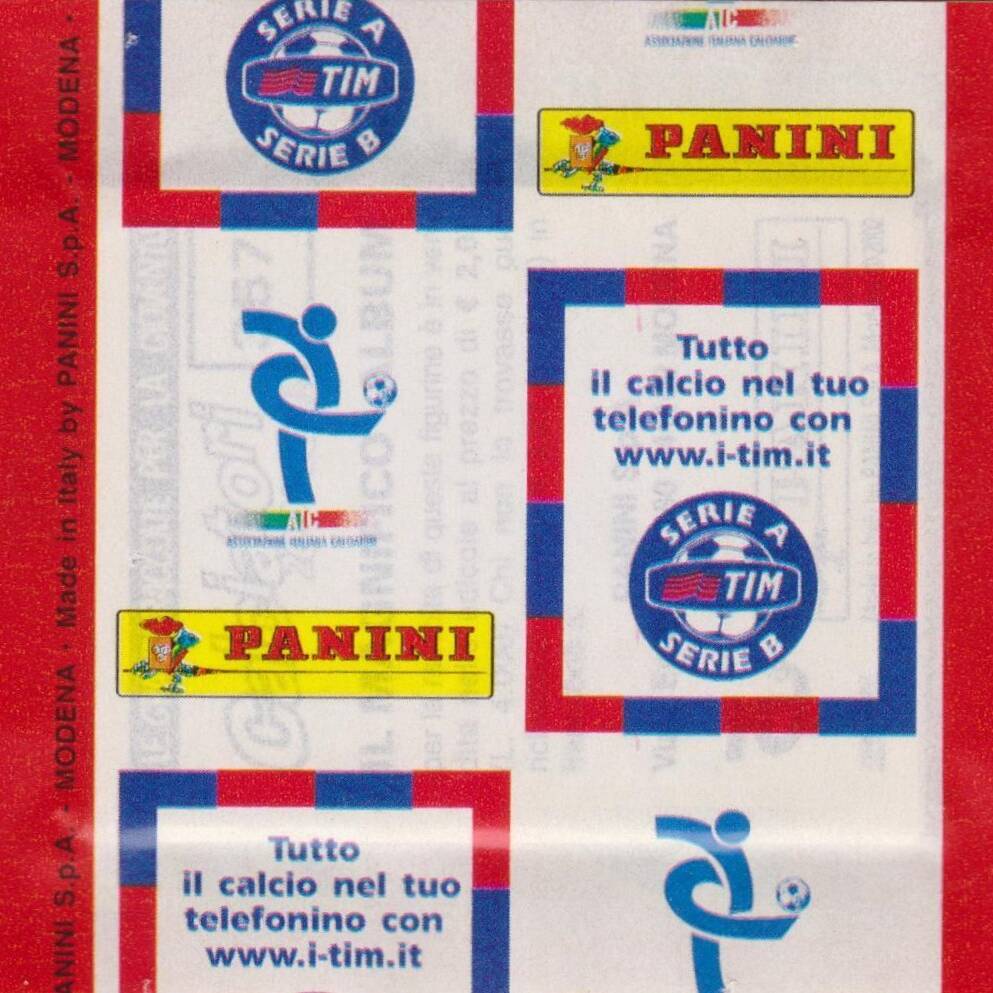 PANINI S.p.A. - MODENA • Made in Italy by PANINI S.p.A. - MODENA •
SERIE A
TIM
SERIE B
AIC
ASSOCIAZIONE ITALIANA CALCIATORI
PANINI
Tutto
il calcio nel tuo
telefonino con
www.i-tim.it
SERIE A
TIM
SERIE B
AIC
ASSOCIAZIONE ITALIANA CALCIATORI
PANINI
Tutto
il calcio nel tuo
telefonino con
www.i-tim.it